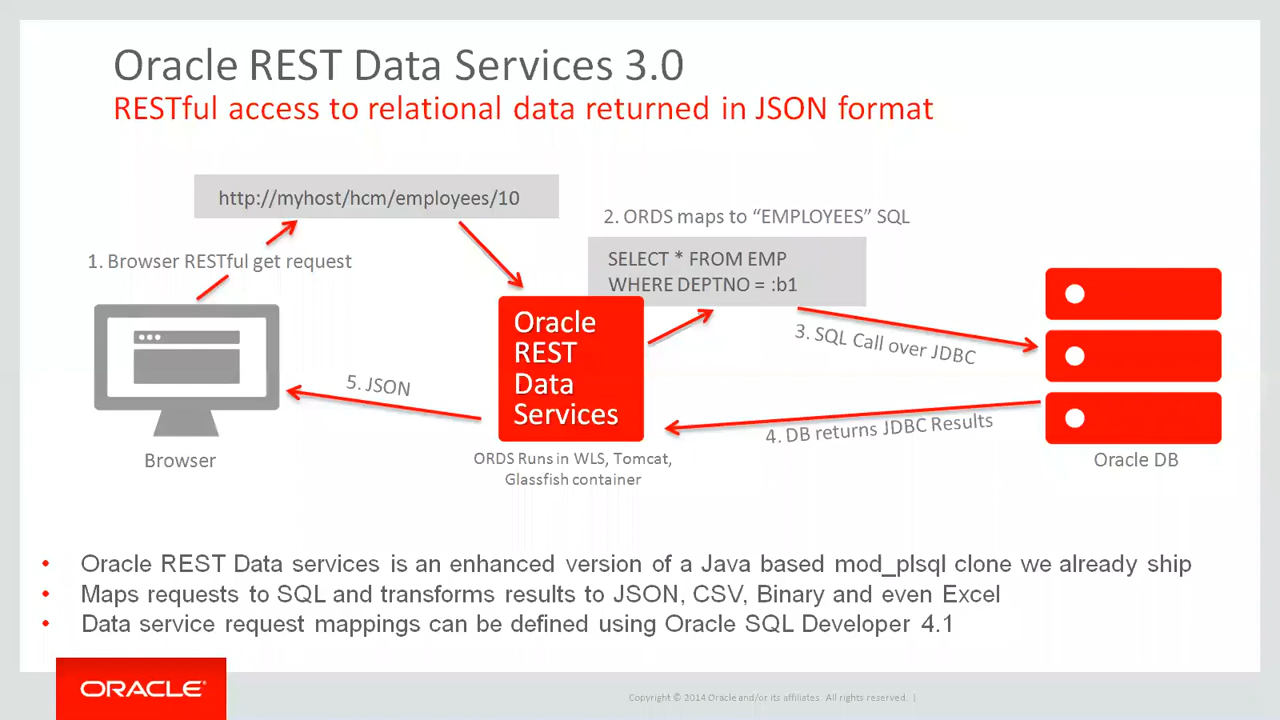 Oracle REST Data Services 3.0
RESTful access to relational data returned in JSON format
http://myhost/hcm/employees/10
2. ORDS maps to “EMPLOYEES” SQL
1. Browser RESTful get request
SELECT * FROM EMP
WHERE DEPTNO = :b1
Oracle
REST
Data
Services
3. SQL Call over JDBC
5. JSON
4. DB returns JDBC Results
Browser
ORDS Runs in WLS, Tomcat,
Glassfish container
Oracle DB
• Oracle REST Data services is an enhanced version of a Java based mod_plsql clone we already ship
• Maps requests to SQL and transforms results to JSON, CSV, Binary and even Excel
• Data service request mappings can be defined using Oracle SQL Developer 4.1
ORACLE®
Copyright © 2014 Oracle and/or its affiliates. All rights reserved. |